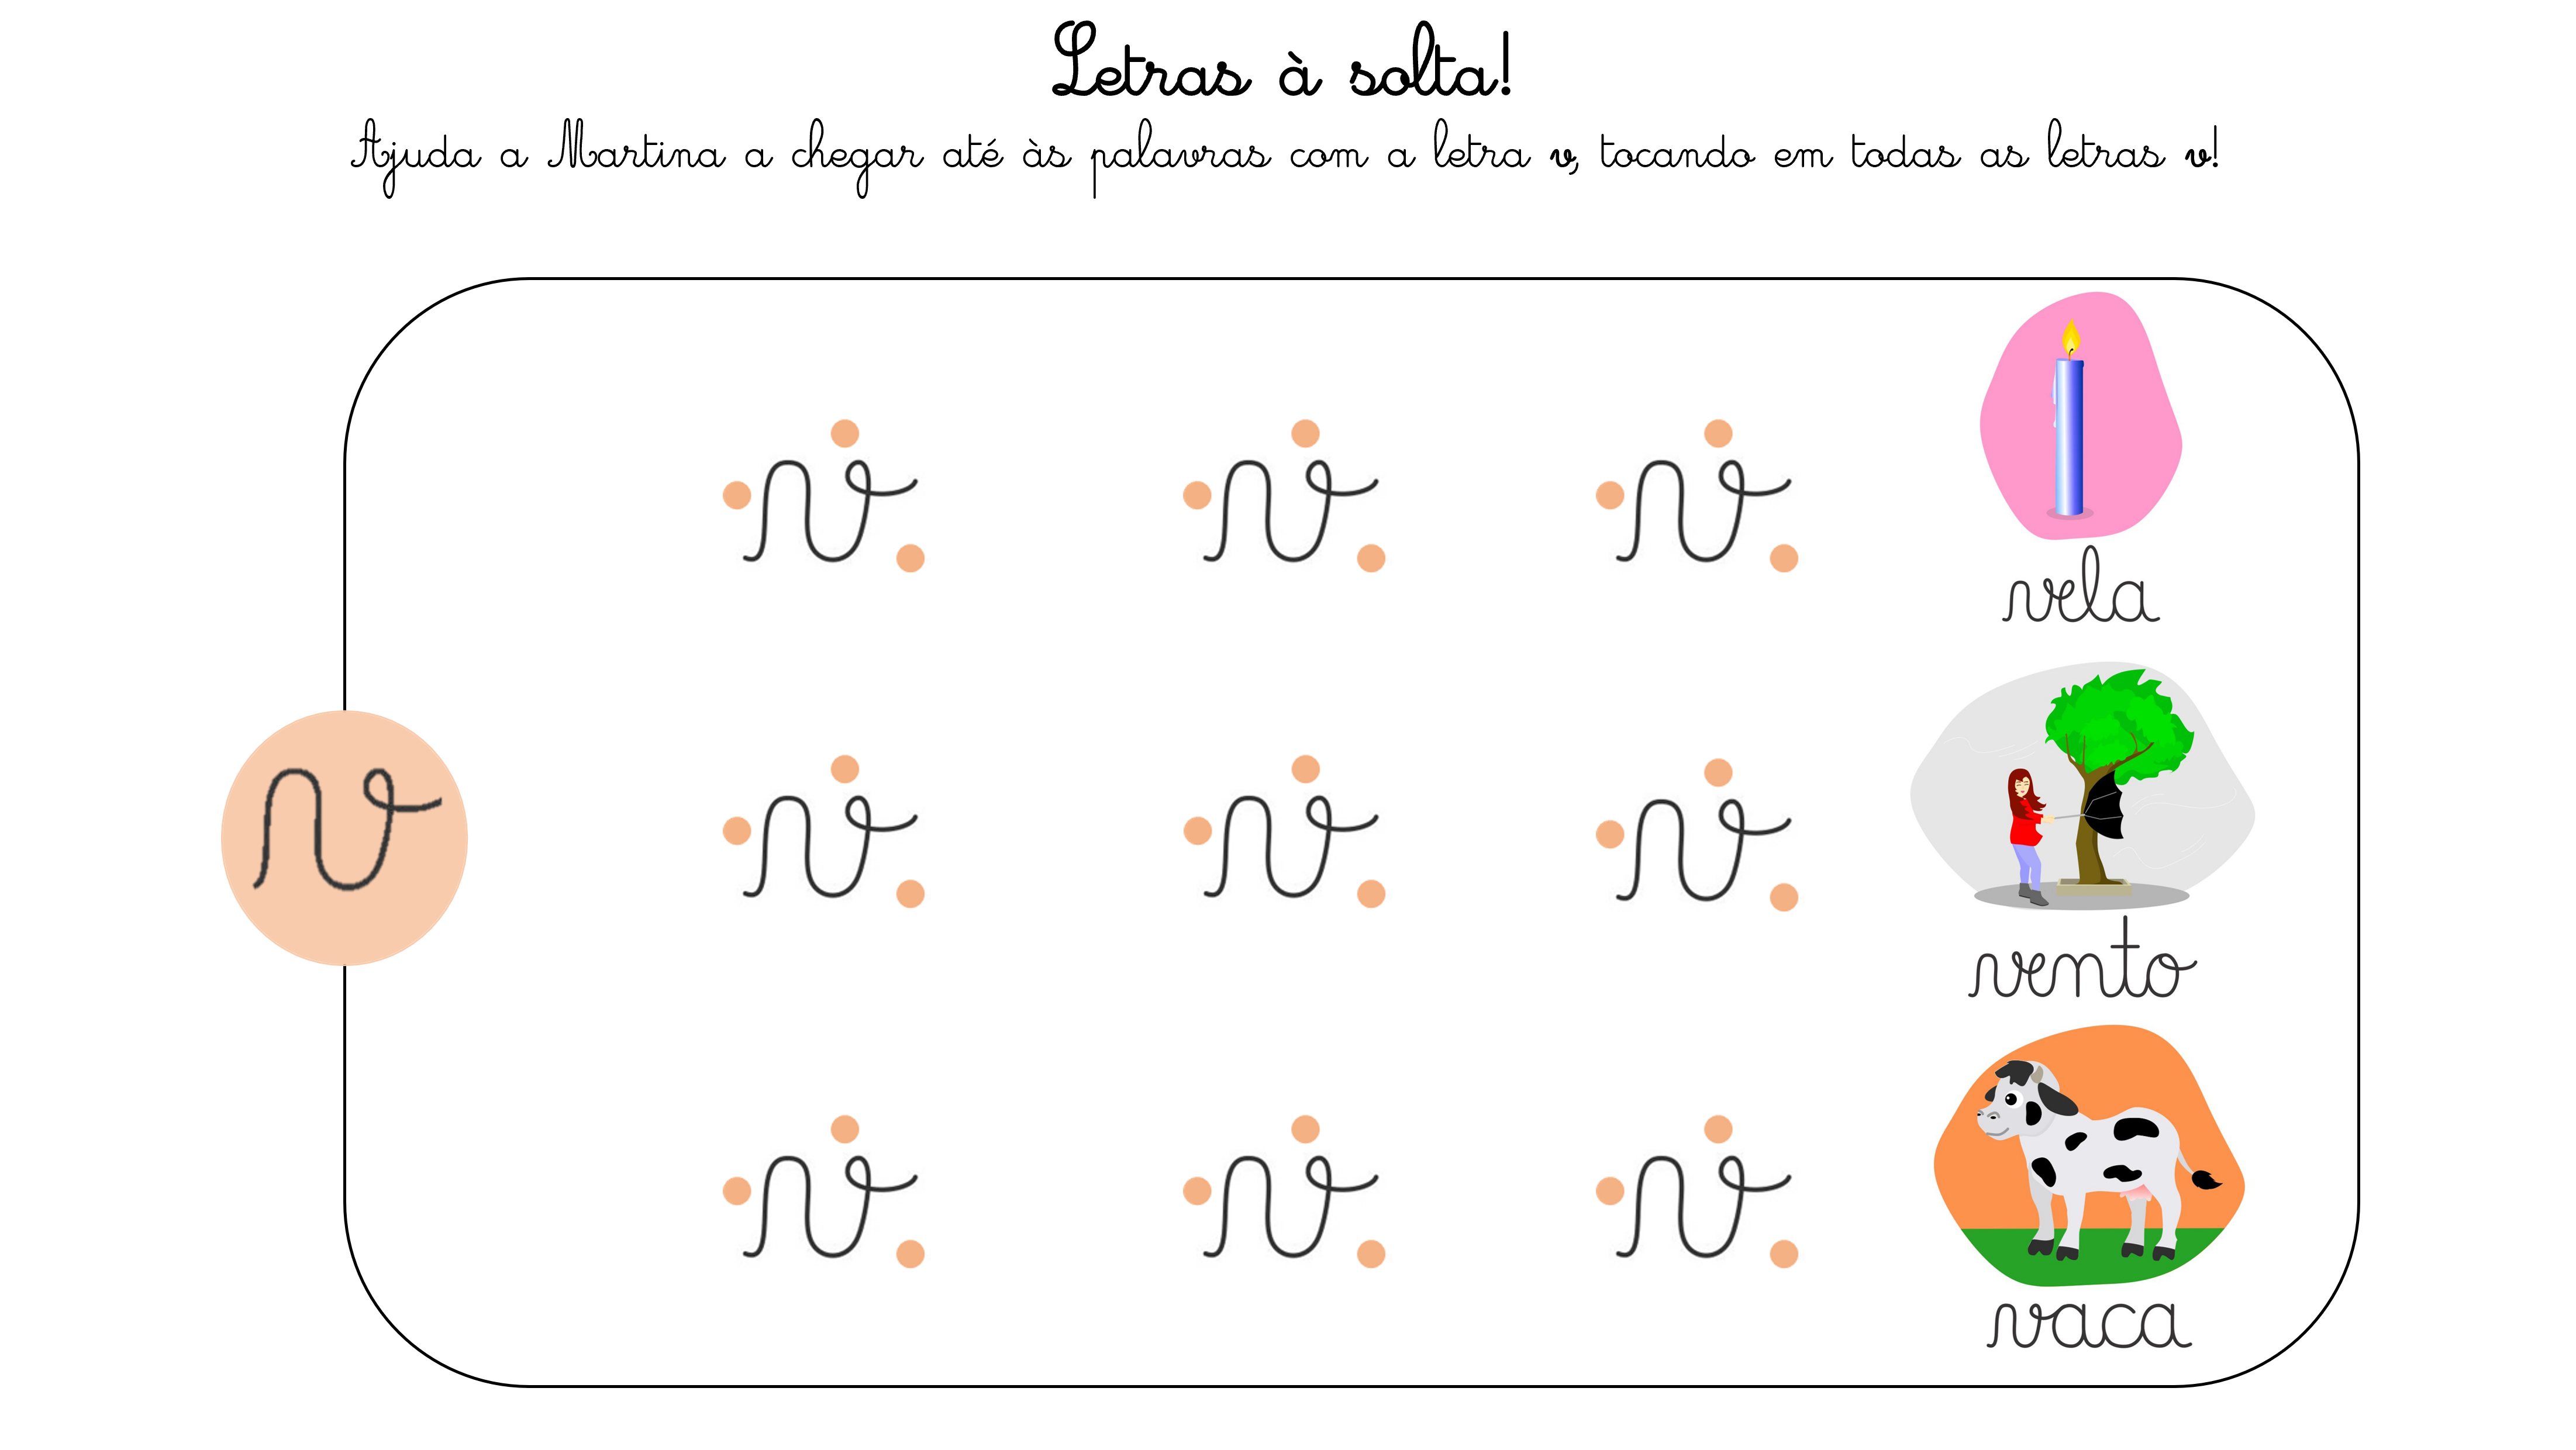 Letras à solta!
Ajuda a Martina a chegar até às palavras com a letra v, tocando em todas as letras v!
v v v
vela
v
v v v
vento
v v v
vaca